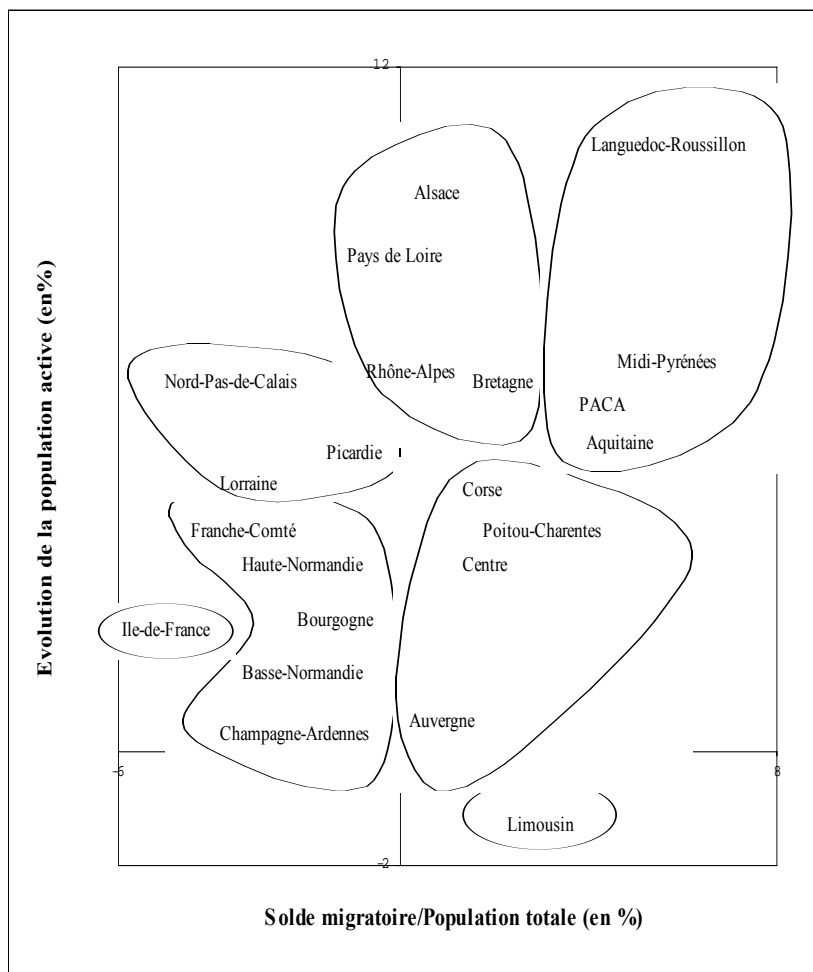 12
Languedoc-Roussillon
Alsace
Pays de Loire
Rhône-Alpes
Bretagne
Midi-Pyrénées
PACA
Aquitaine
Nord-Pas-de-Calais
Picardie
Lorraine
Corse
Franche-Comté
Poitou-Charentes
Haute-Normandie
Centre
Ile-de-France
Bourgogne
Basse-Normandie
Champagne-Ardennes
Auvergne
-6
8
Limousin
-2
Evolution de la population active (en%)
Solde migratoire/Population totale (en %)